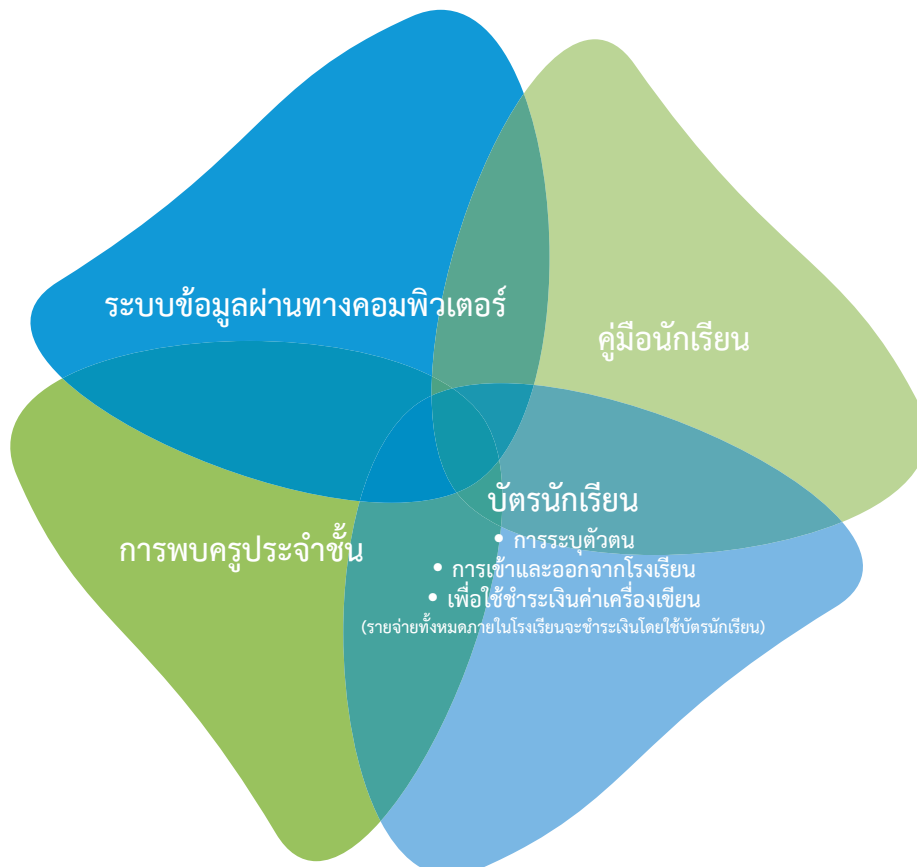 ระบบข้อมูลผ่านทางคอมพิวเตอร์
คู่มือนักเรียน
การพบครูประจำชั้น
บัตรนักเรียน
• การระบุตัวตน
• การเข้าและออกจากโรงเรียน
• เพื่อใช้ชำระเงินค่าเครื่องเขียน
(รายจ่ายทั้งหมดภายในโรงเรียนจะชำระเงินโดยใช้บัตรนักเรียน)